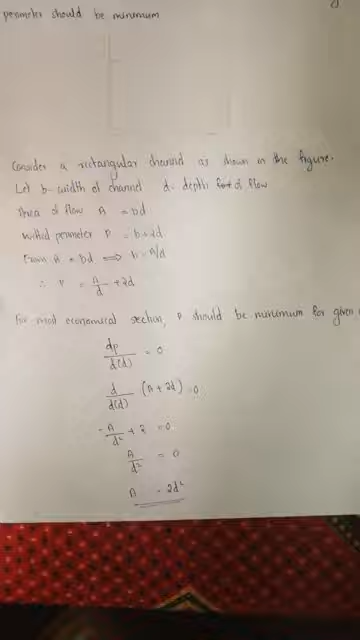 perimeter should be minimum
Consider a rectangular channel as shown in the figure.
Let b - width of channel d - depth of flow
Area of flow A = bd
Wetted perimeter P = b + 2d
From A = bd ⟹ b = A/d
∴ P = A/d + 2d
For most economical section, P should be minimum for given
dp/d(d) = 0
d/d(d) (A + 2d) = 0
-A/d² + 2 = 0
A/d² = 0
A = 2d²